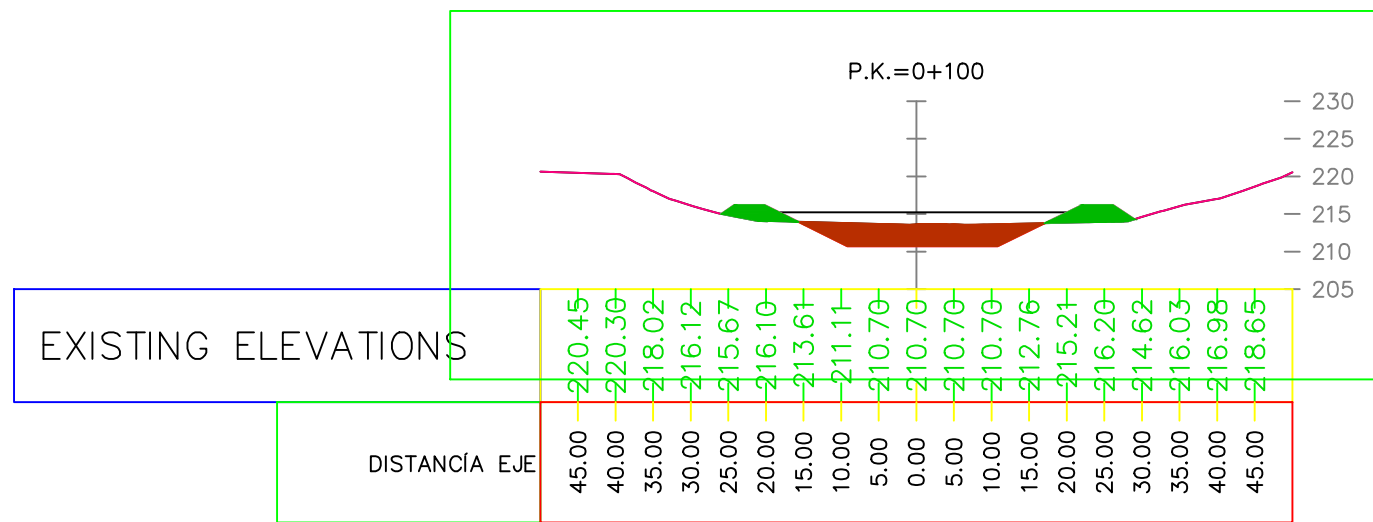 P.K.=0+100
230
225
220
215
210
205
EXISTING ELEVATIONS
220.45 220.30 218.02 216.12 215.67 216.10 213.61 211.11 210.70 210.70 210.70 210.70 212.76 215.21 216.20 214.62 216.03 216.98 218.65
DISTANCÍA EJE
45.00 40.00 35.00 30.00 25.00 20.00 15.00 10.00 5.00 0.00 5.00 10.00 15.00 20.00 25.00 30.00 35.00 40.00 45.00